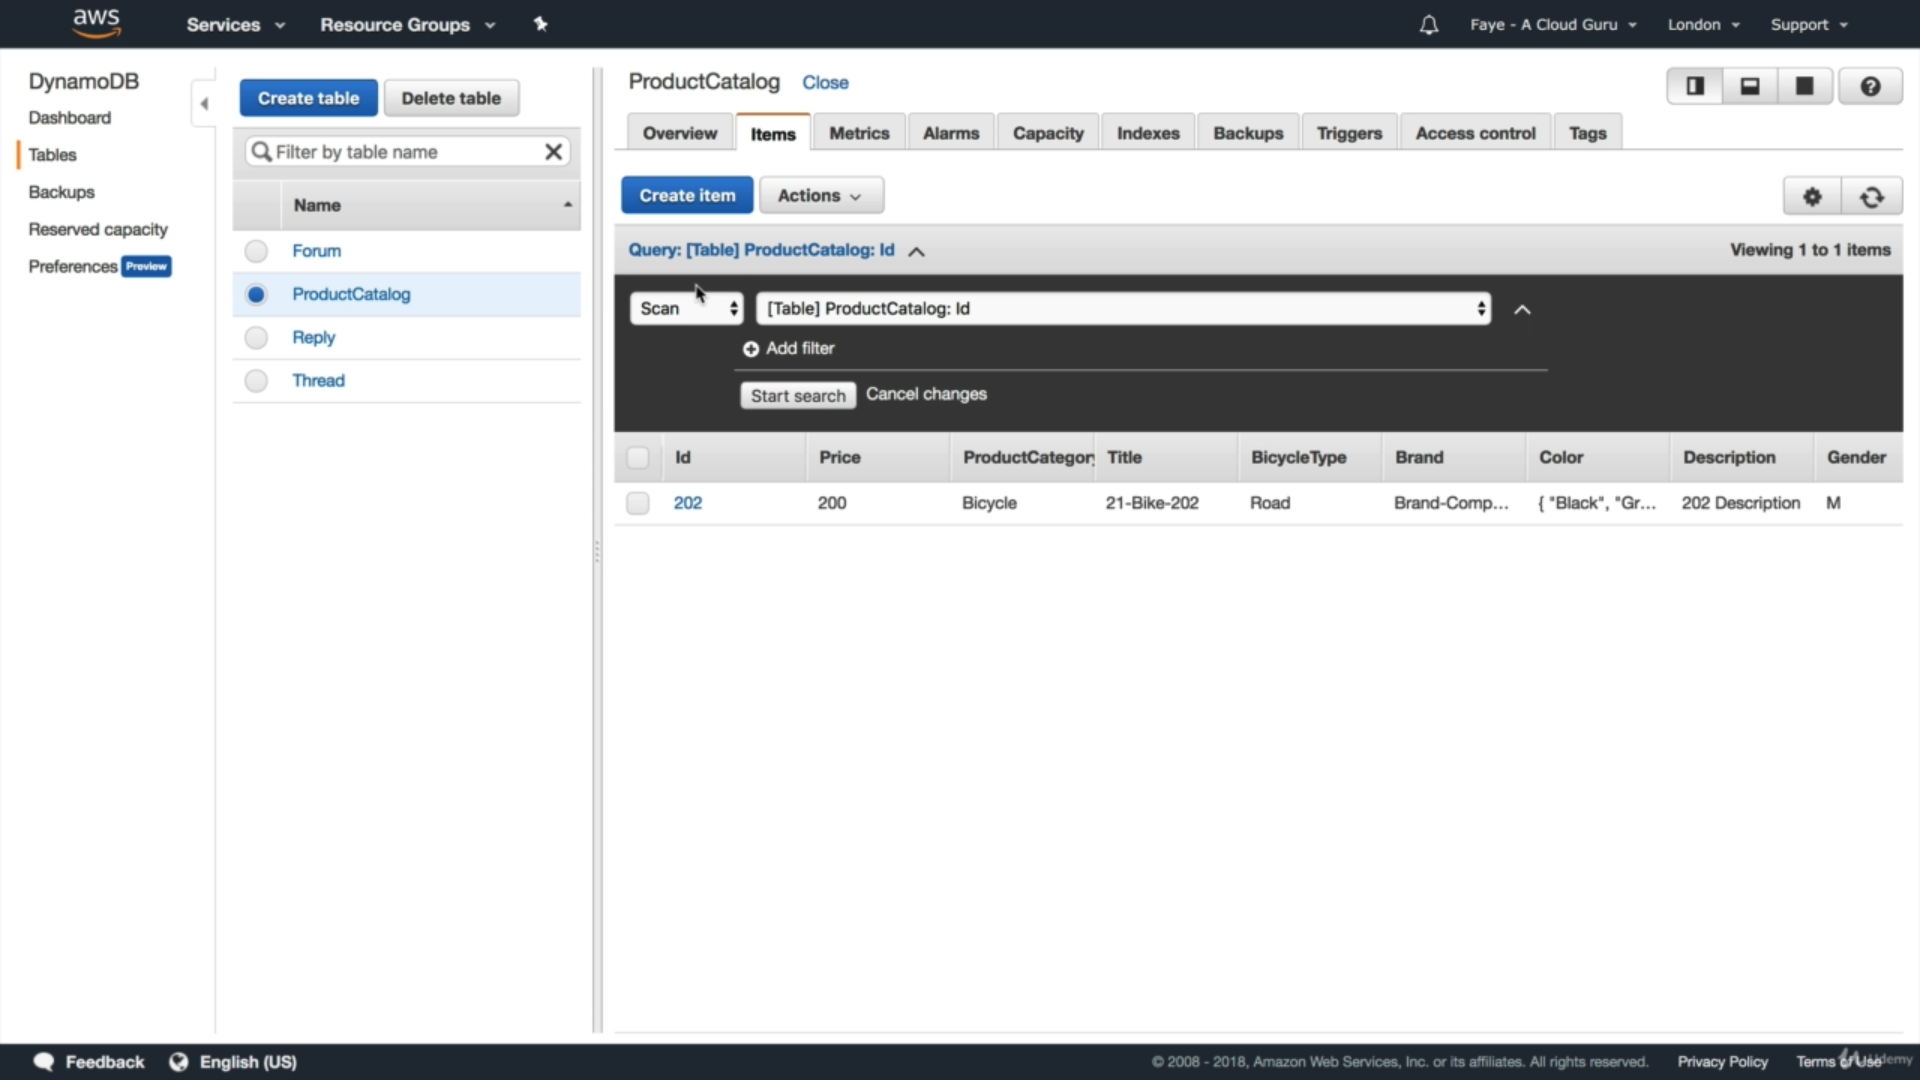 aws
Services
Resource Groups
Faye - A Cloud Guru
London
Support
DynamoDB
Dashboard
Tables
Backups
Reserved capacity
Preferences Preview
Create table
Delete table
Filter by table name
Name
Forum
ProductCatalog
Reply
Thread
ProductCatalog Close
Overview Items Metrics Alarms Capacity Indexes Backups Triggers Access control Tags
Create item
Actions
Query: [Table] ProductCatalog: Id
Viewing 1 to 1 items
Scan
[Table] ProductCatalog: Id
Add filter
Start search Cancel changes
Id Price ProductCategory Title BicycleType Brand Color Description Gender
202 200 Bicycle 21-Bike-202 Road Brand-Comp... { "Black", "Gr... 202 Description M
Feedback
English (US)
© 2008 - 2018, Amazon Web Services, Inc. or its affiliates. All rights reserved.
Privacy Policy
Terms of Use